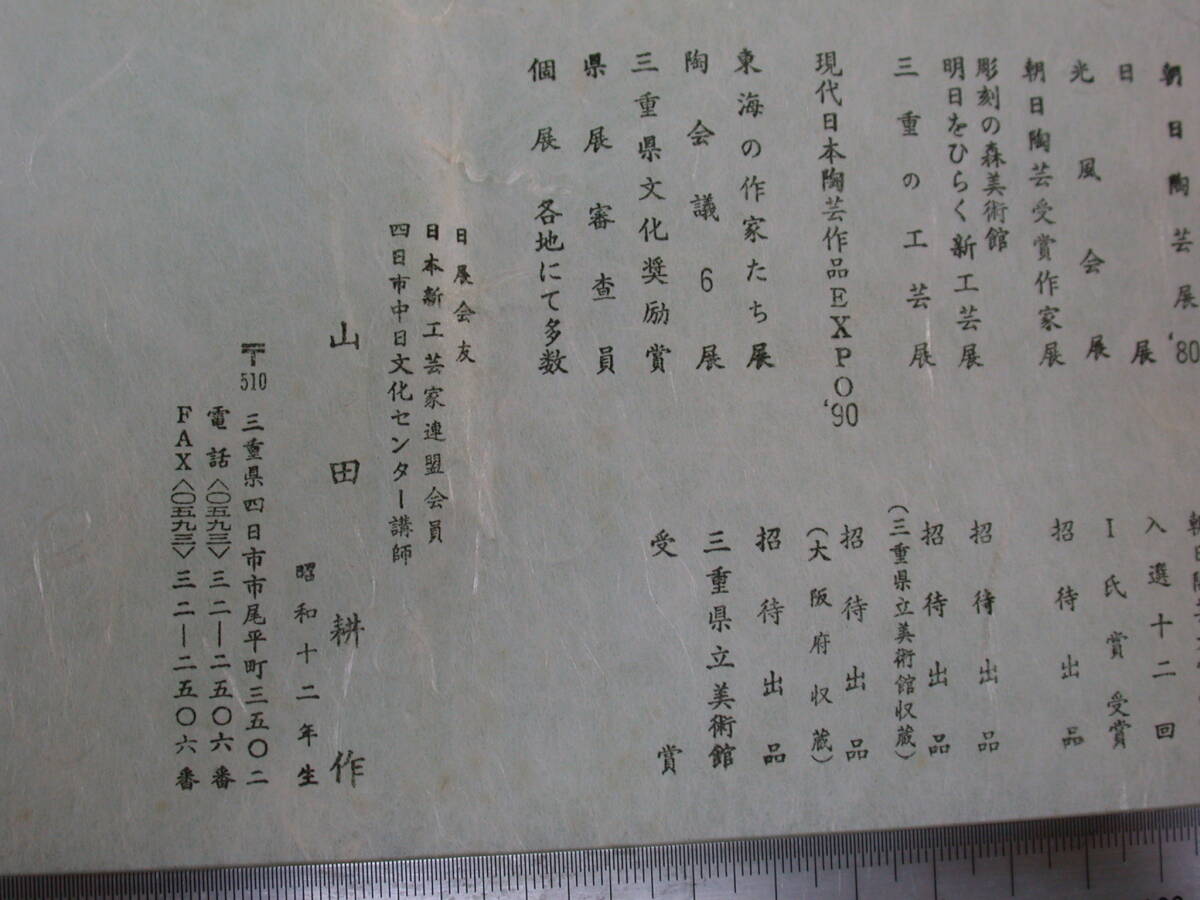 朝日陶芸展'80
日展　入選十二回
光風会展　I氏賞受賞
朝日陶芸受賞作家展　招待出品
彫刻の森美術館
明日をひらく新工芸展　招待出品
三重の工芸展　招待出品
（三重県立美術館収蔵）
現代日本陶芸作品EXPO'90　招待出品
（大阪府収蔵）
東海の作家たち展　招待出品
陶会議6展　三重県立美術館
三重県文化奨励賞　受賞
県展審査員
個展　各地にて多数
日展会友
日本新工芸家連盟会員
四日市中日文化センター講師
山田耕作
昭和十二年生
〒510　三重県四日市市尾平町三五〇二
電話〈〇五九三〉三二―二五〇六番
FAX〈〇五九三〉三二―二五〇六番